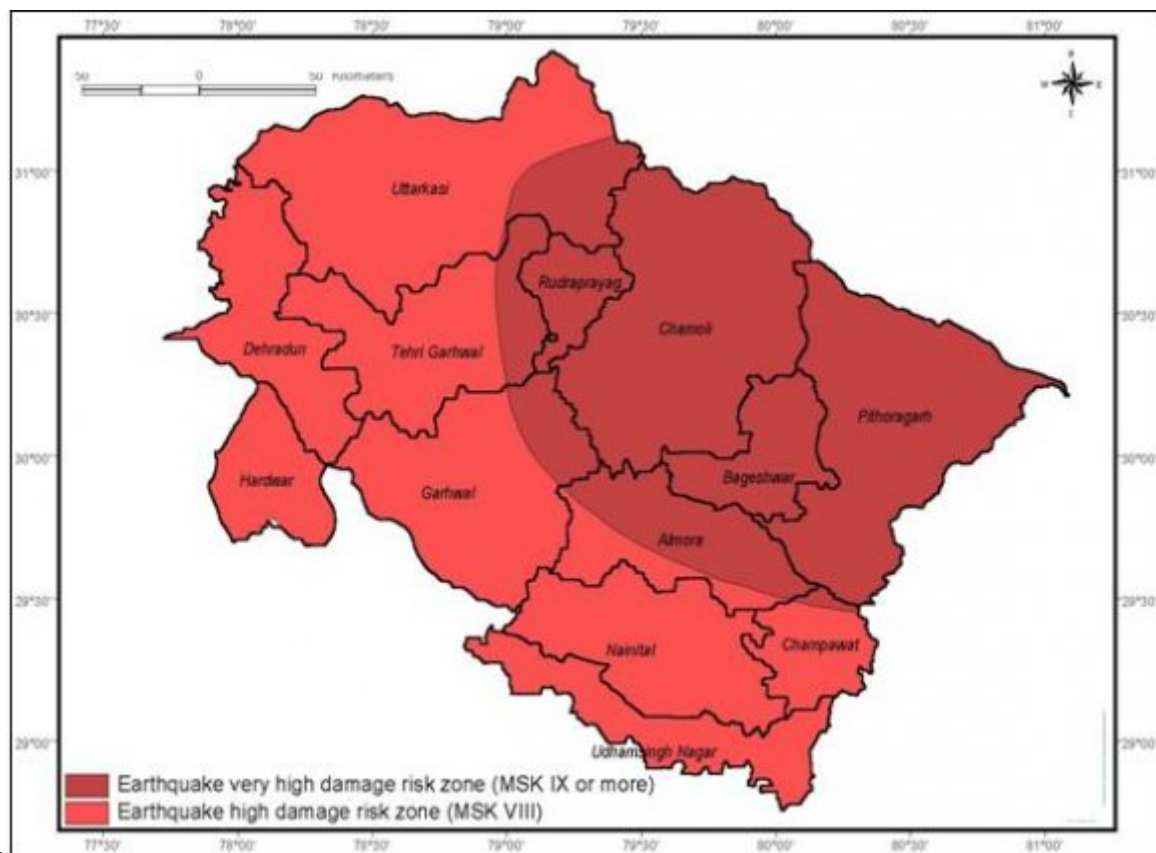 77°30' 78°00' 78°30' 79°00' 79°30' 80°00' 80°30' 81°00'
50 0 50
31°00' 31°00'
Uttarkasi
Rudraprayag
30°30' 30°30'
Chamoli
Dehradun Tehri Garhwal
Pithoragarh
30°00' 30°00'
Hardwar Garhwal Bageshwar
Almora
29°30' 29°30'
Nainital Champawat
29°00' 29°00'
Udhamsingh Nagar
Earthquake very high damage risk zone (MSK IX or more)
Earthquake high damage risk zone (MSK VIII)
77°30' 78°00' 78°30' 79°00' 79°30' 80°00' 80°30' 81°00'